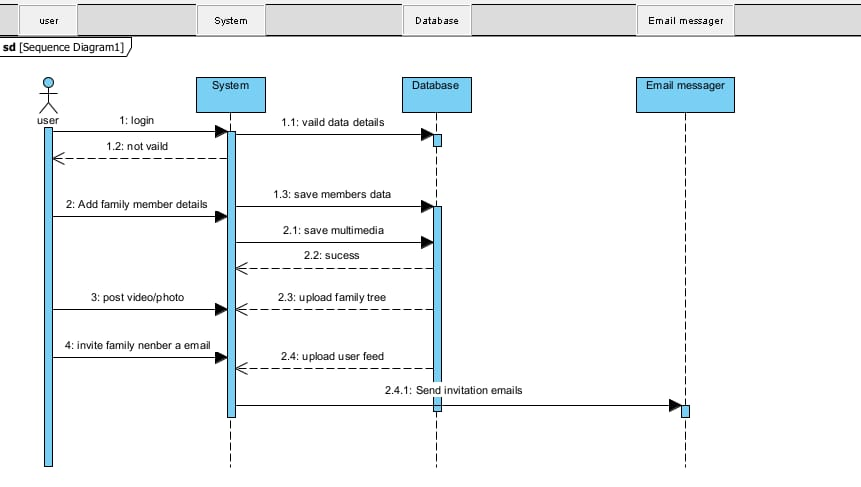 user
System
Database
Email messager
sd [Sequence Diagram1]
System
Database
Email messager
user
1: login
1.1: vaild data details
1.2: not vaild
1.3: save members data
2: Add family member details
2.1: save multimedia
2.2: sucess
3: post video/photo
2.3: upload family tree
4: invite family nenber a email
2.4: upload user feed
2.4.1: Send invitation emails